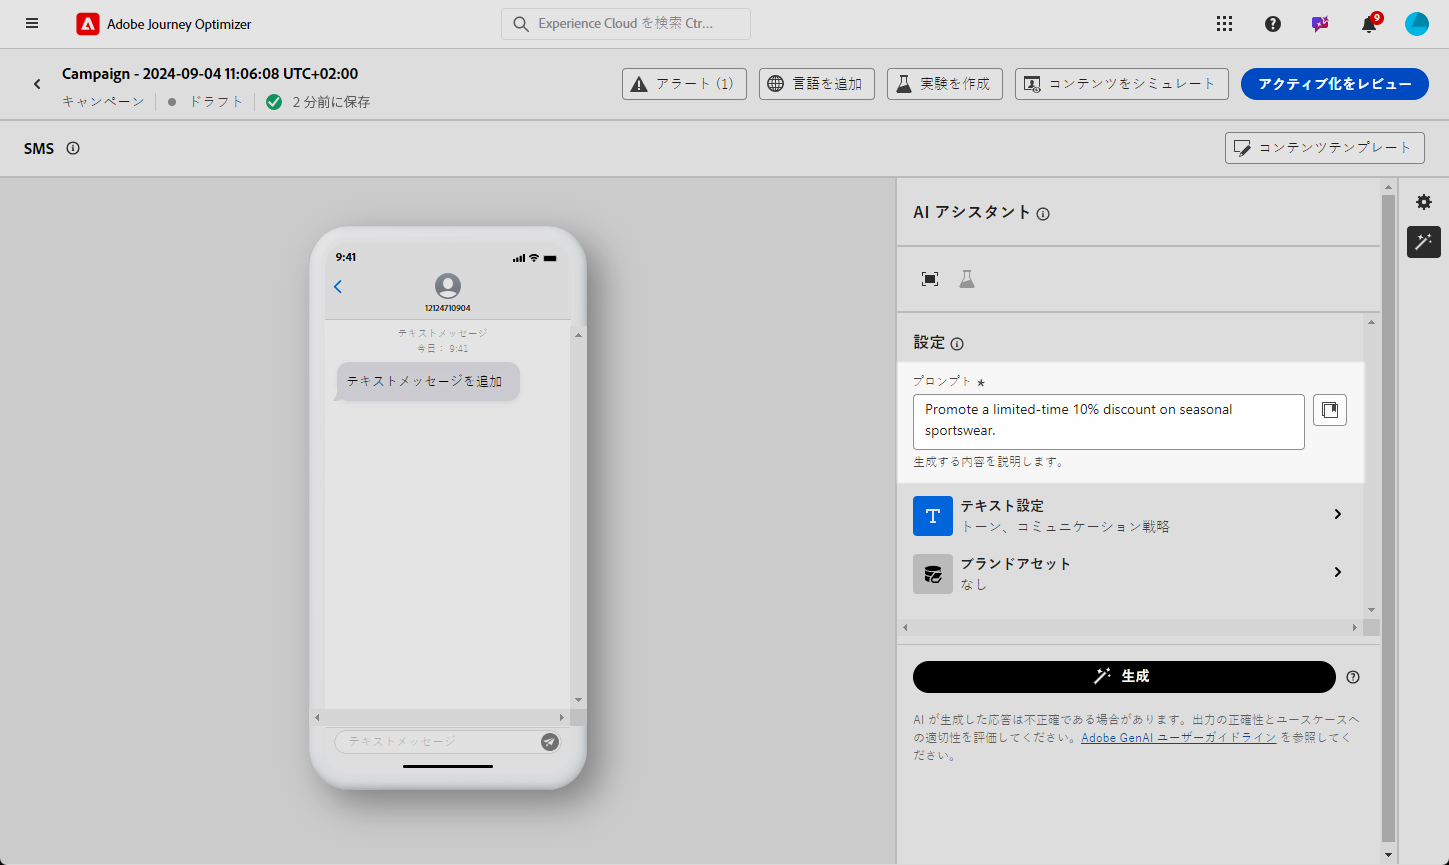 Adobe Journey Optimizer
Experience Cloud を検索 Ctr...
9
Campaign - 2024-09-04 11:06:08 UTC+02:00
キャンペーン
ドラフト
2 分前に保存
アラート (1)
言語を追加
実験を作成
コンテンツをシミュレート
アクティブ化をレビュー
SMS
コンテンツテンプレート
9:41
12124710904
テキストメッセージ
今日： 9:41
テキストメッセージを追加
テキストメッセージ
AI アシスタント
設定
プロンプト *
Promote a limited-time 10% discount on seasonal
sportswear.
生成する内容を説明します。
テキスト設定
トーン、コミュニケーション戦略
ブランドアセット
なし
生成
AI が生成した応答は不正確である場合があります。出力の正確性とユースケースへ
の適切性を評価してください。Adobe GenAI ユーザーガイドライン を参照してく
ださい。